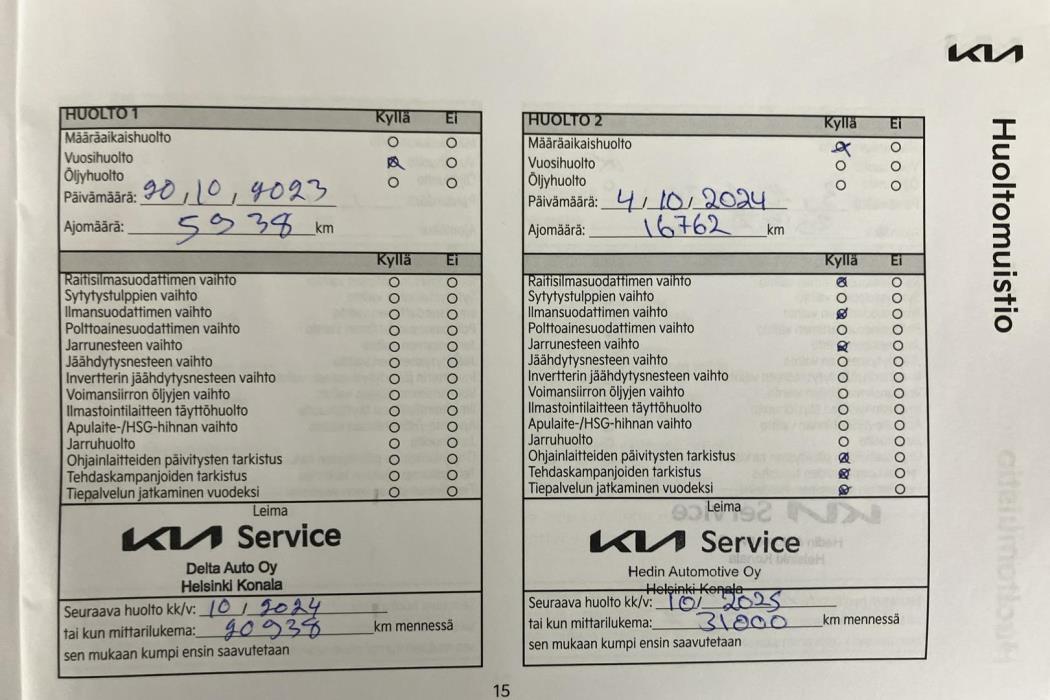 KIA
Huoltomuistio
HUOLTO 1 Kyllä Ei
Määräaikaishuolto
Vuosihuolto
Öljyhuolto
Päivämäärä: 20, 10, 2023
Ajomäärä: 5938 km
Kyllä Ei
Raitisilmasuodattimen vaihto
Sytytystulppien vaihto
Ilmansuodattimen vaihto
Polttoainesuodattimen vaihto
Jarrunesteen vaihto
Jäähdytysnesteen vaihto
Invertterin jäähdytysnesteen vaihto
Voimansiirron öljyjen vaihto
Ilmastointilaitteen täyttöhuolto
Apulaite-/HSG-hihnan vaihto
Jarruhuolto
Ohjainlaitteiden päivitysten tarkistus
Tehdaskampanjoiden tarkistus
Tiepalvelun jatkaminen vuodeksi
Leima
KIA Service
Delta Auto Oy
Helsinki Konala
Seuraava huolto kk/v: 10 / 2024
tai kun mittarilukema: 20938 km mennessä
sen mukaan kumpi ensin saavutetaan
HUOLTO 2 Kyllä Ei
Määräaikaishuolto
Vuosihuolto
Öljyhuolto
Päivämäärä: 4 / 10 / 2024
Ajomäärä: 16762 km
Kyllä Ei
Raitisilmasuodattimen vaihto
Sytytystulppien vaihto
Ilmansuodattimen vaihto
Polttoainesuodattimen vaihto
Jarrunesteen vaihto
Jäähdytysnesteen vaihto
Invertterin jäähdytysnesteen vaihto
Voimansiirron öljyjen vaihto
Ilmastointilaitteen täyttöhuolto
Apulaite-/HSG-hihnan vaihto
Jarruhuolto
Ohjainlaitteiden päivitysten tarkistus
Tehdaskampanjoiden tarkistus
Tiepalvelun jatkaminen vuodeksi
Leima
KIA Service
Hedin Automotive Oy
Helsinki Konala
Seuraava huolto kk/v: 10 / 2025
tai kun mittarilukema: 31000 km mennessä
sen mukaan kumpi ensin saavutetaan
15